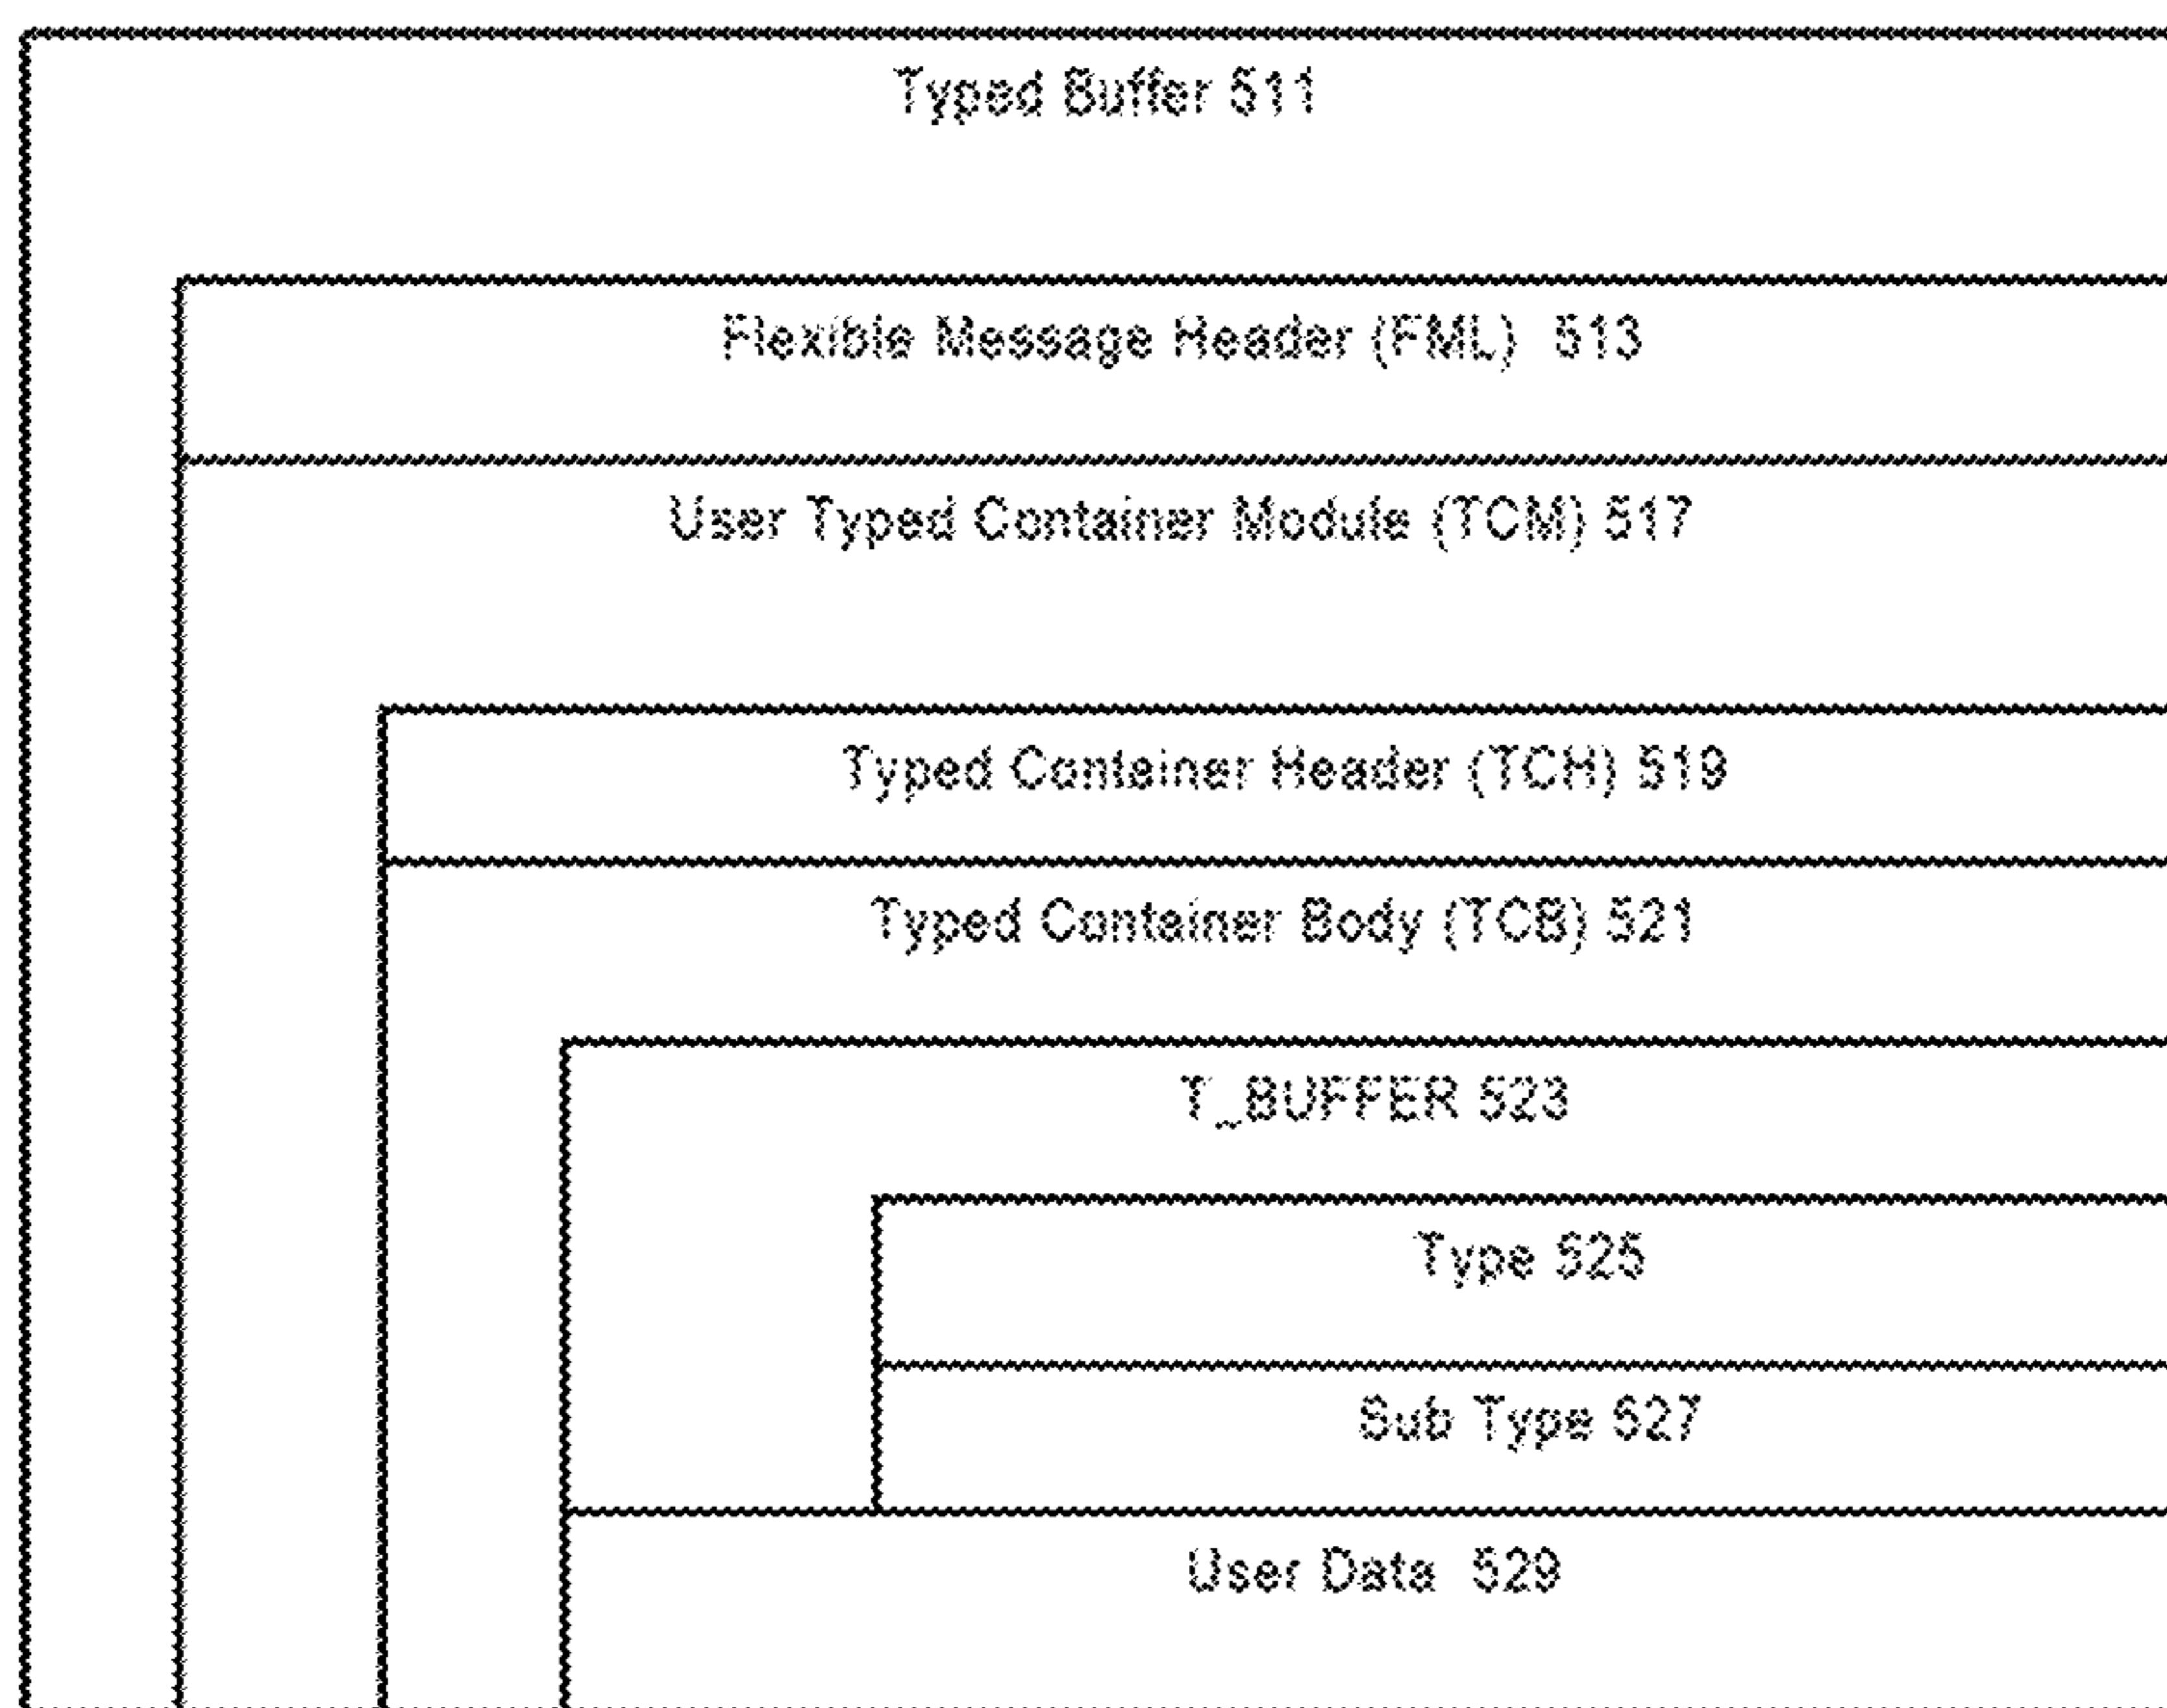 Typed Buffer 511
Flexible Message Header (FML) 513
User Typed Container Module (TCM) 517
Typed Container Header (TCH) 519
Typed Container Body (TCB) 521
T_BUFFER 523
Type 525
Sub Type 527
User Data 529